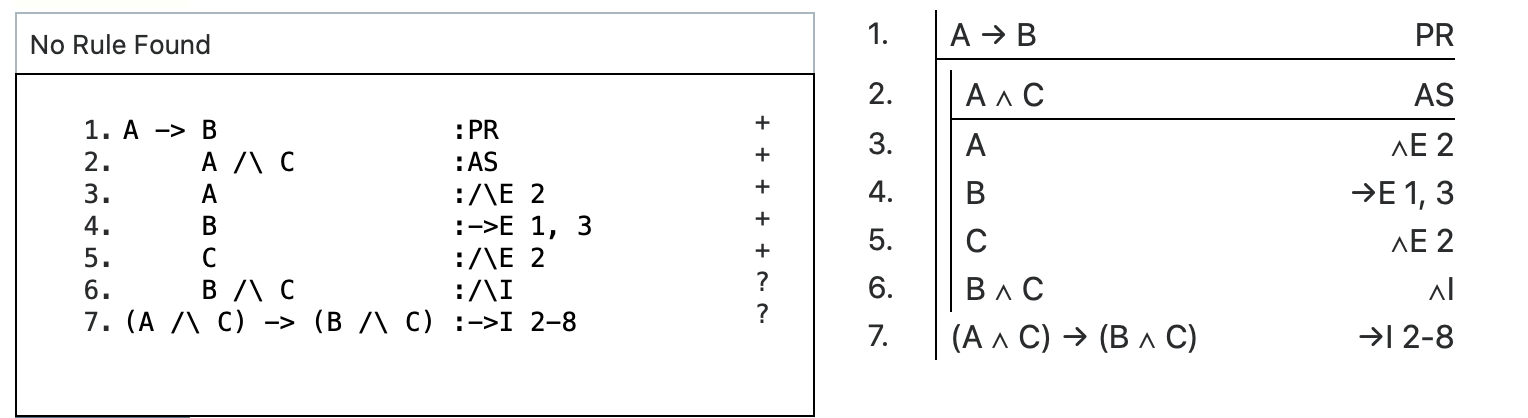 No Rule Found
1. A -> B :PR +
2. A /\ C :AS +
3. A :/\E 2 +
4. B :->E 1, 3 +
5. C :/\E 2 +
6. B /\ C :/\I ?
7. (A /\ C) -> (B /\ C) :->I 2-8 ?
1. A → B PR
2. A ∧ C AS
3. A ∧E 2
4. B →E 1, 3
5. C ∧E 2
6. B ∧ C ∧I
7. (A ∧ C) → (B ∧ C) →I 2-8